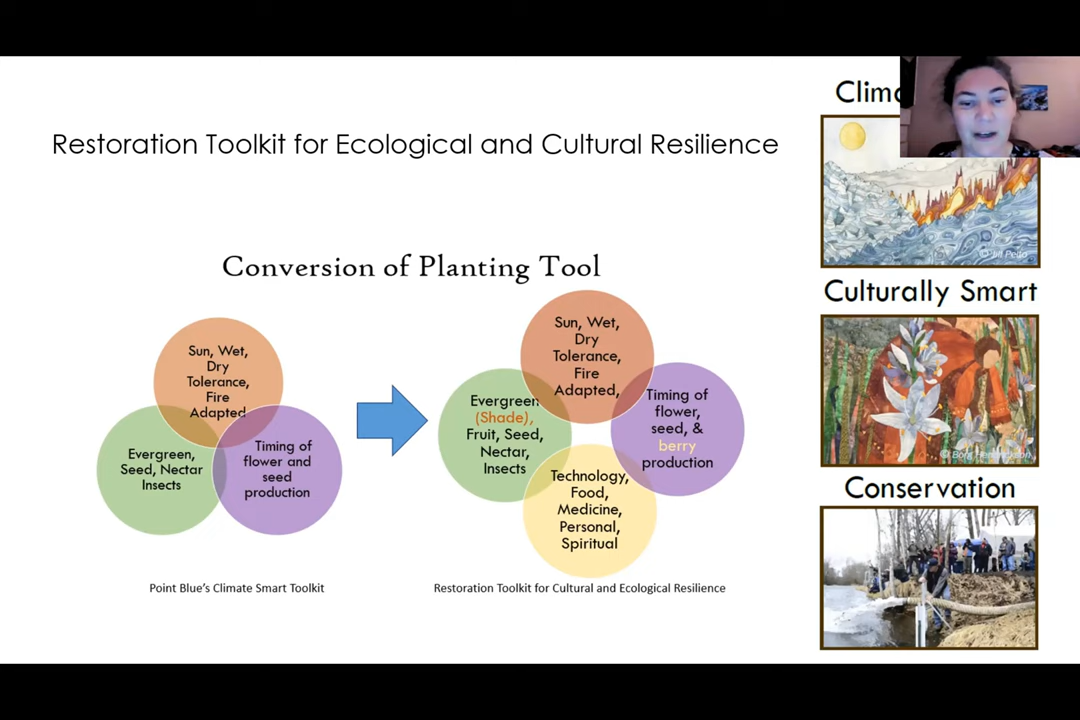 Restoration Toolkit for Ecological and Cultural Resilience
Conversion of Planting Tool
Sun, Wet,
Dry
Tolerance,
Fire
Adapted
Evergreen,
Seed, Nectar
Insects
Timing of
flower and
seed
production
Point Blue's Climate Smart Toolkit
Sun, Wet,
Dry
Tolerance,
Fire
Adapted,
Evergreen
(Shade),
Fruit, Seed,
Nectar,
Insects
Timing of
flower,
seed, &
berry
production
Technology,
Food,
Medicine,
Personal,
Spiritual
Restoration Toolkit for Cultural and Ecological Resilience
© Jill Pelto
Culturally Smart
Conservation